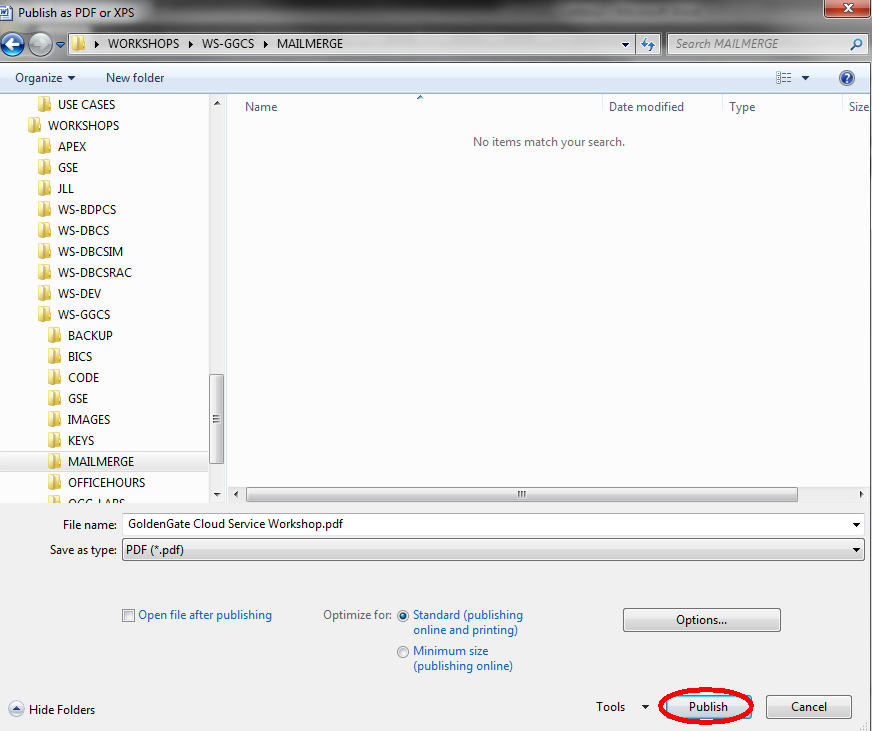 Publish as PDF or XPS
WORKSHOPS WS-GGCS MAILMERGE
Search MAILMERGE
Organize New folder
Name Date modified Type Size
No items match your search.
USE CASES
WORKSHOPS
APEX
GSE
JLL
WS-BDPCS
WS-DBCS
WS-DBCSIM
WS-DBCSRAC
WS-DEV
WS-GGCS
BACKUP
BICS
CODE
GSE
IMAGES
KEYS
MAILMERGE
OFFICEHOURS
OGG-LABS
File name: GoldenGate Cloud Service Workshop.pdf
Save as type: PDF (*.pdf)
Open file after publishing
Optimize for: Standard (publishing
online and printing)
Minimum size
(publishing online)
Options...
Hide Folders
Tools Publish Cancel